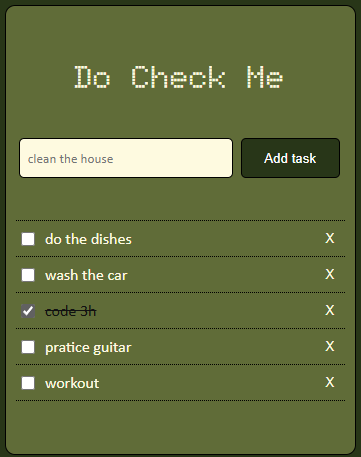 Do Check Me
clean the house
Add task
do the dishes X
wash the car X
code 3h X
pratice guitar X
workout X